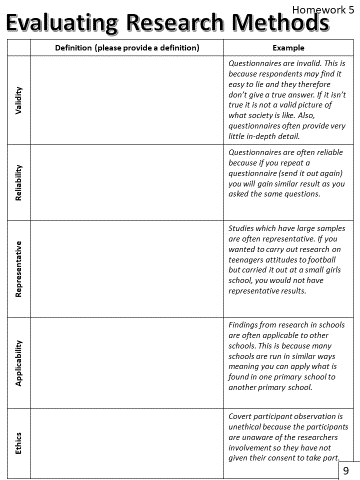 Homework 5
Evaluating Research Methods
Definition (please provide a definition)
Example
Validity
Questionnaires are invalid. This is
because respondents may find it
easy to lie and they therefore
don't give a true answer. If it isn't
true it is not a valid picture of
what society is like. Also,
questionnaires often provide very
little in-depth detail.
Reliability
Questionnaires are often reliable
because if you repeat a
questionnaire (send it out again)
you will gain similar result as you
asked the same questions.
Representative
Studies which have large samples
are often representative. If you
wanted to carry out research on
teenagers attitudes to football
but carried it out at a small girls
school, you would not have
representative results.
Applicability
Findings from research in schools
are often applicable to other
schools. This is because many
schools are run in similar ways
meaning you can apply what is
found in one primary school to
another primary school.
Ethics
Covert participant observation is
unethical because the participants
are unaware of the researchers
involvement so they have not
given their consent to take part.
9